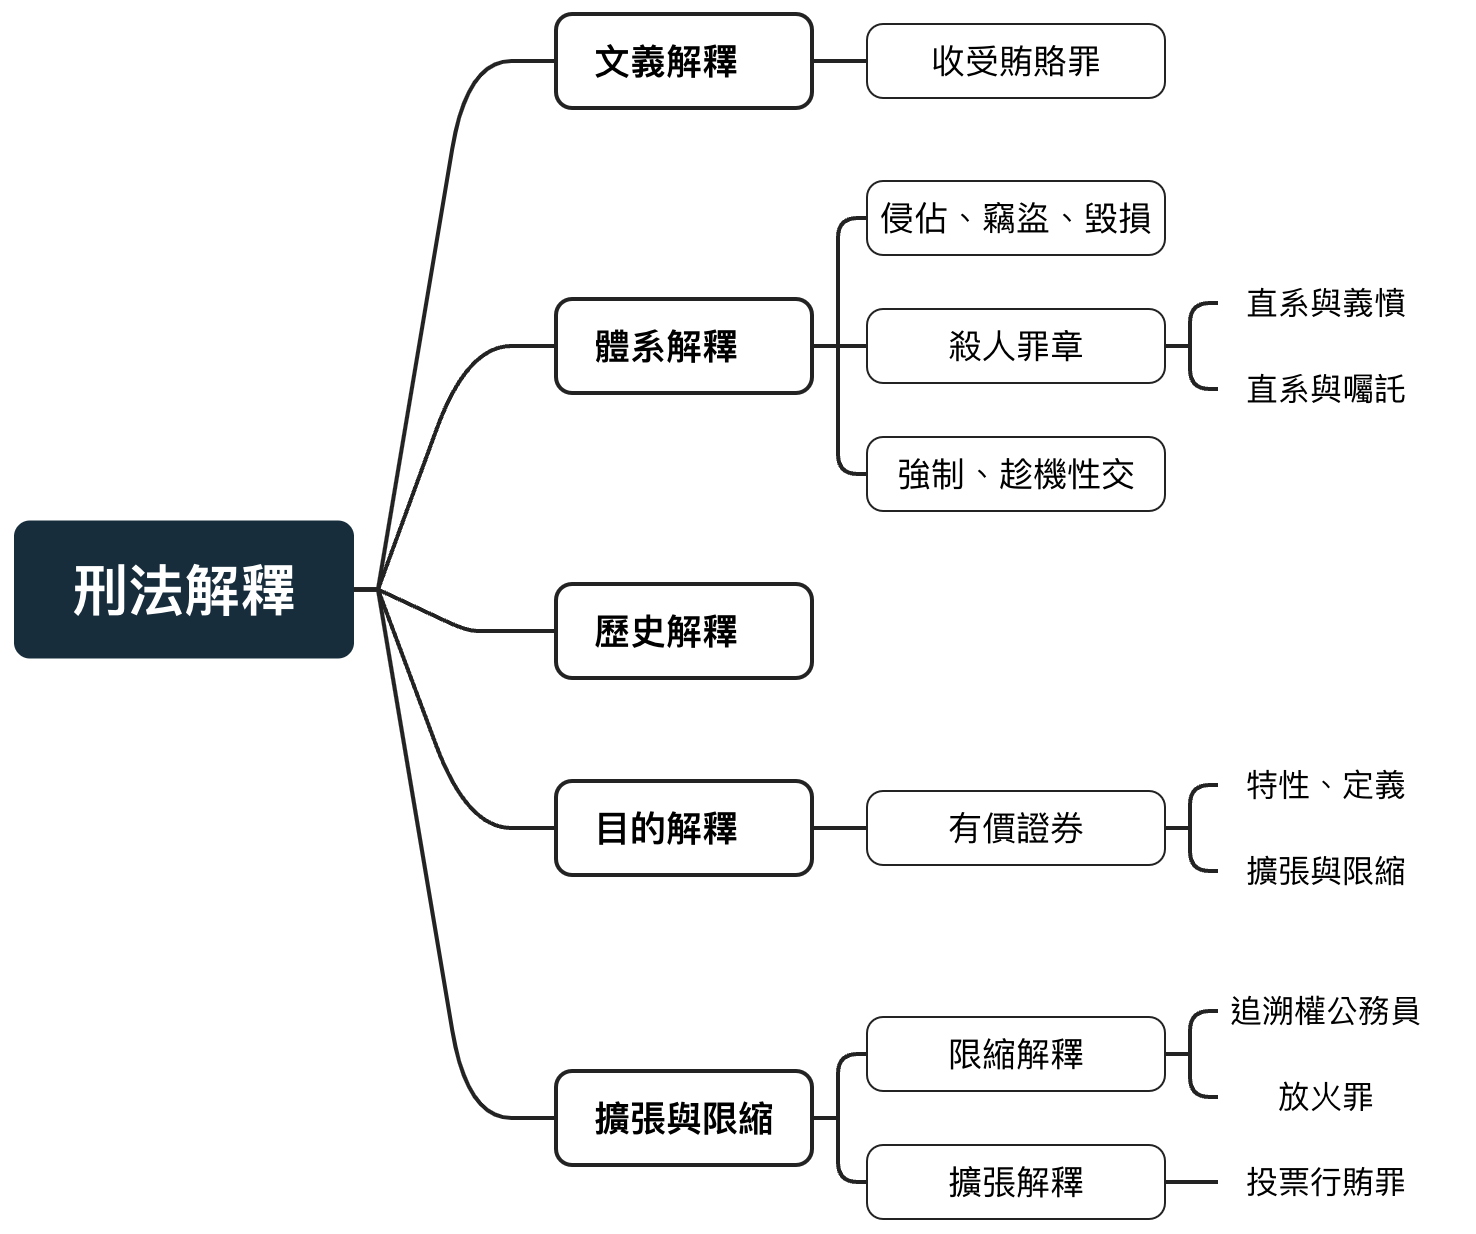 刑法解釋
文義解釋
收受賄賂罪
體系解釋
侵佔、竊盜、毀損
殺人罪章
直系與義憤
直系與囑託
強制、趁機性交
歷史解釋
目的解釋
有價證券
特性、定義
擴張與限縮
擴張與限縮
限縮解釋
追溯權公務員
放火罪
擴張解釋
投票行賄罪